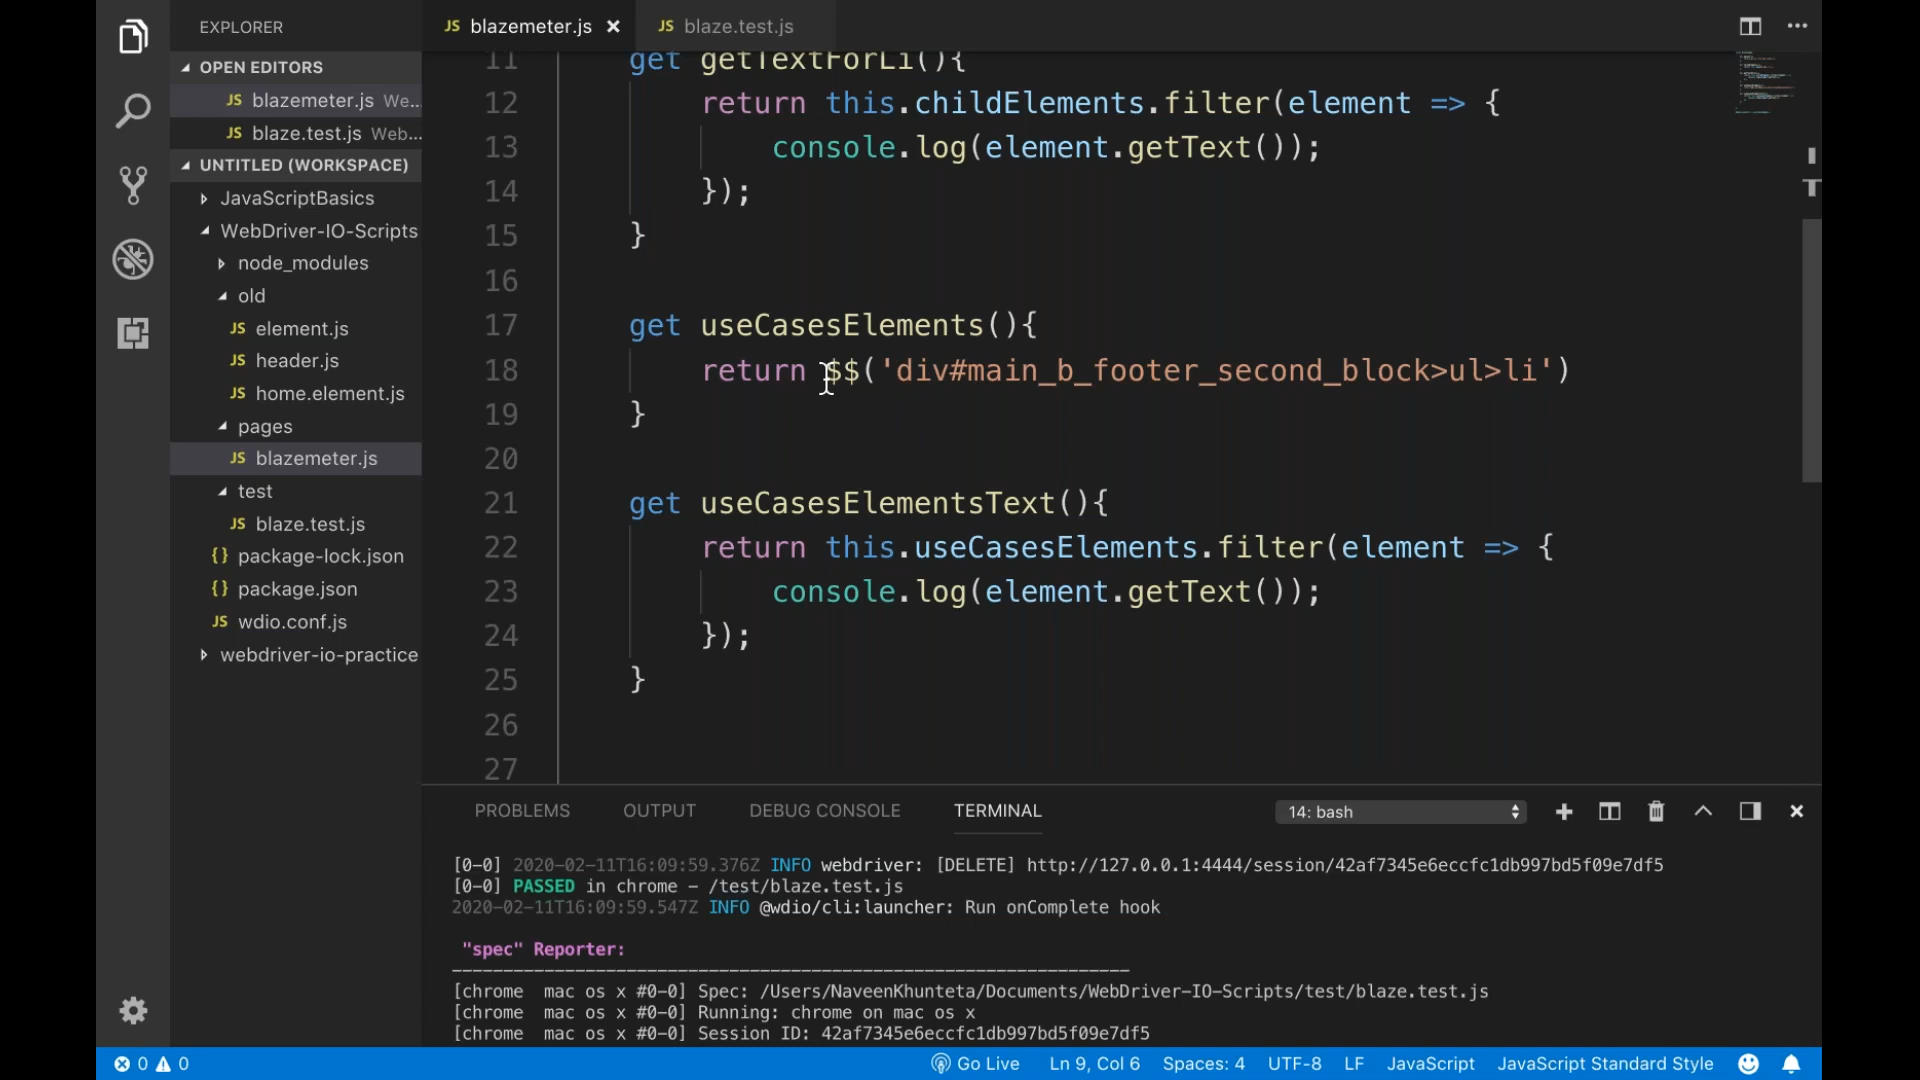 EXPLORER
OPEN EDITORS
JS blazemeter.js We...
JS blaze.test.js Web...
UNTITLED (WORKSPACE)
JavaScriptBasics
WebDriver-IO-Scripts
node_modules
old
JS element.js
JS header.js
JS home.element.js
pages
JS blazemeter.js
test
JS blaze.test.js
{} package-lock.json
{} package.json
JS wdio.conf.js
webdriver-io-practice
JS blazemeter.js JS blaze.test.js
11 get getTextForLi(){
12 return this.childElements.filter(element => {
13 console.log(element.getText());
14 });
15 }
16
17 get useCasesElements(){
18 return $$('div#main_b_footer_second_block>ul>li')
19 }
20
21 get useCasesElementsText(){
22 return this.useCasesElements.filter(element => {
23 console.log(element.getText());
24 });
25 }
26
27
PROBLEMS OUTPUT DEBUG CONSOLE TERMINAL 14: bash
[0-0] 2020-02-11T16:09:59.376Z INFO webdriver: [DELETE] http://127.0.0.1:4444/session/42af7345e6eccfc1db997bd5f09e7df5
[0-0] PASSED in chrome - /test/blaze.test.js
2020-02-11T16:09:59.547Z INFO @wdio/cli:launcher: Run onComplete hook
"spec" Reporter:
------------------------------------------------------------------
[chrome  mac os x #0-0] Spec: /Users/NaveenKhunteta/Documents/WebDriver-IO-Scripts/test/blaze.test.js
[chrome  mac os x #0-0] Running: chrome on mac os x
[chrome  mac os x #0-0] Session ID: 42af7345e6eccfc1db997bd5f09e7df5
0 0 Go Live Ln 9, Col 6 Spaces: 4 UTF-8 LF JavaScript JavaScript Standard Style